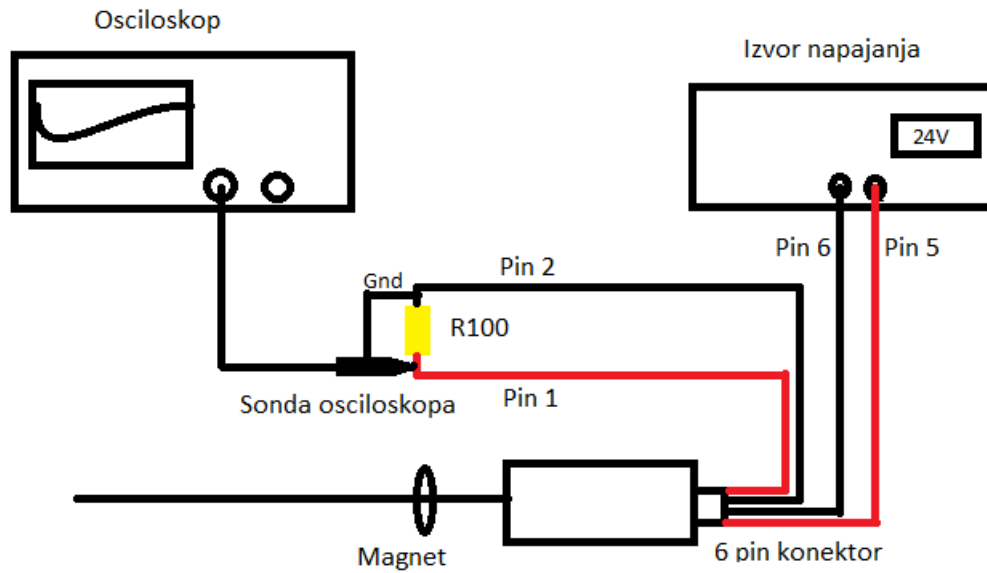 Osciloskop
Izvor napajanja
24V
Pin 6
Pin 5
Pin 2
Gnd
R100
Sonda osciloskopa
Pin 1
Magnet
6 pin konektor